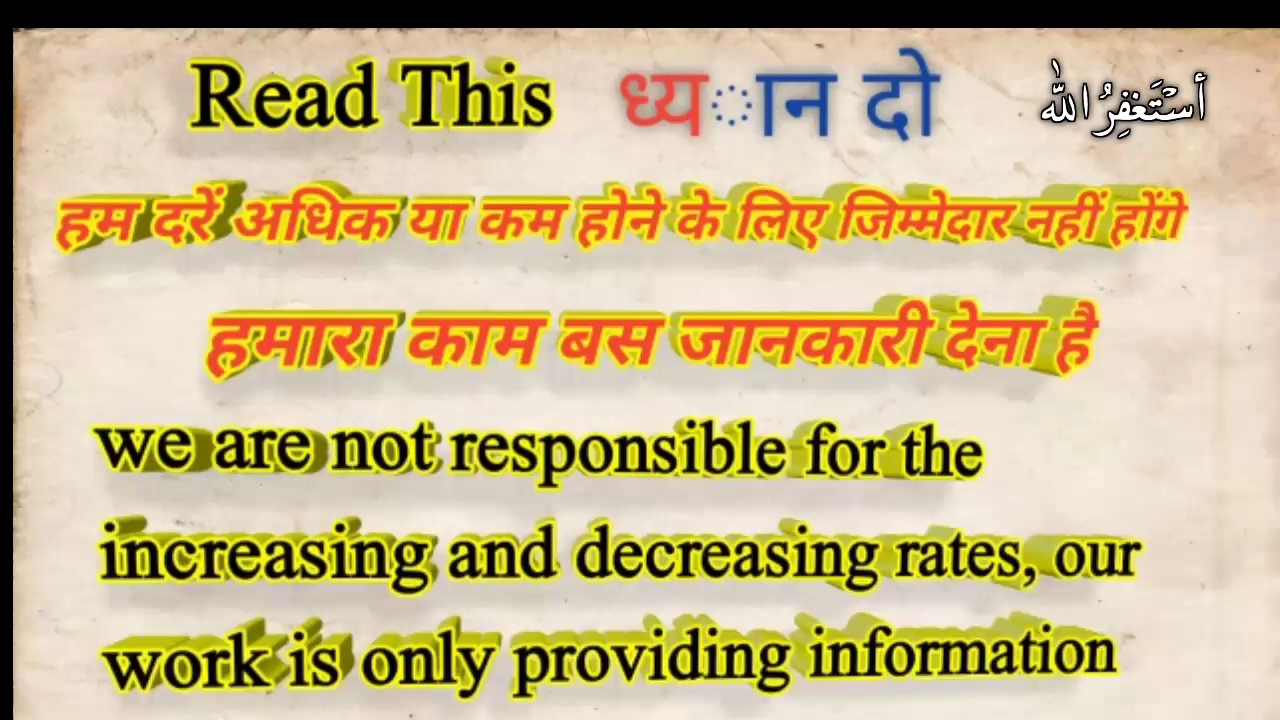 Read This ध्यान दो أَسْتَغْفِرُ اللّٰه
हम दरें अधिक या कम होने के लिए जिम्मेदार नहीं होंगे
हमारा काम बस जानकारी देना है
we are not responsible for the
increasing and decreasing rates, our
work is only providing information